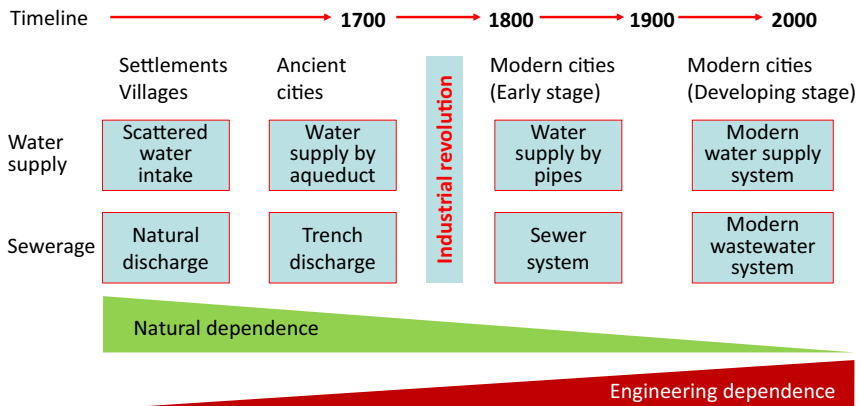 Timeline 1700 1800 1900 2000
Settlements
Villages
Ancient
cities
Industrial revolution
Modern cities
(Early stage)
Modern cities
(Developing stage)
Water
supply
Scattered
water
intake
Water
supply by
aqueduct
Water
supply by
pipes
Modern
water supply
system
Sewerage
Natural
discharge
Trench
discharge
Sewer
system
Modern
wastewater
system
Natural dependence
Engineering dependence